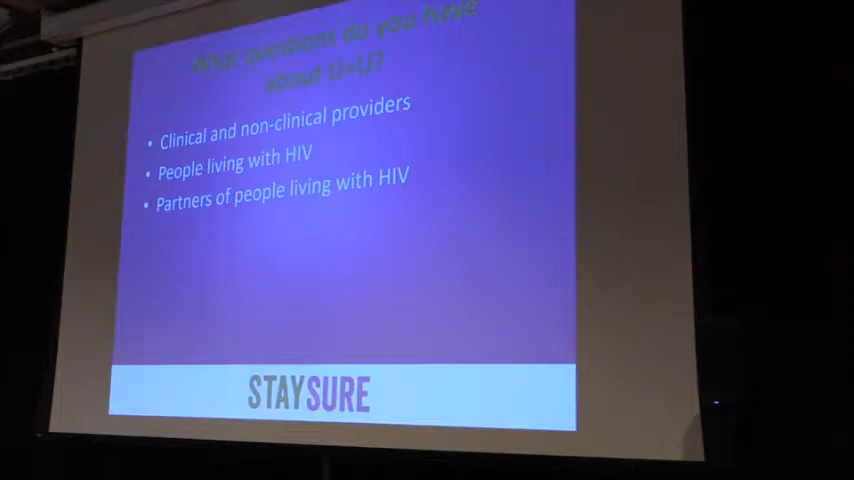 What questions do you have
about U=U?
• Clinical and non-clinical providers
• People living with HIV
• Partners of people living with HIV
STAYSURE